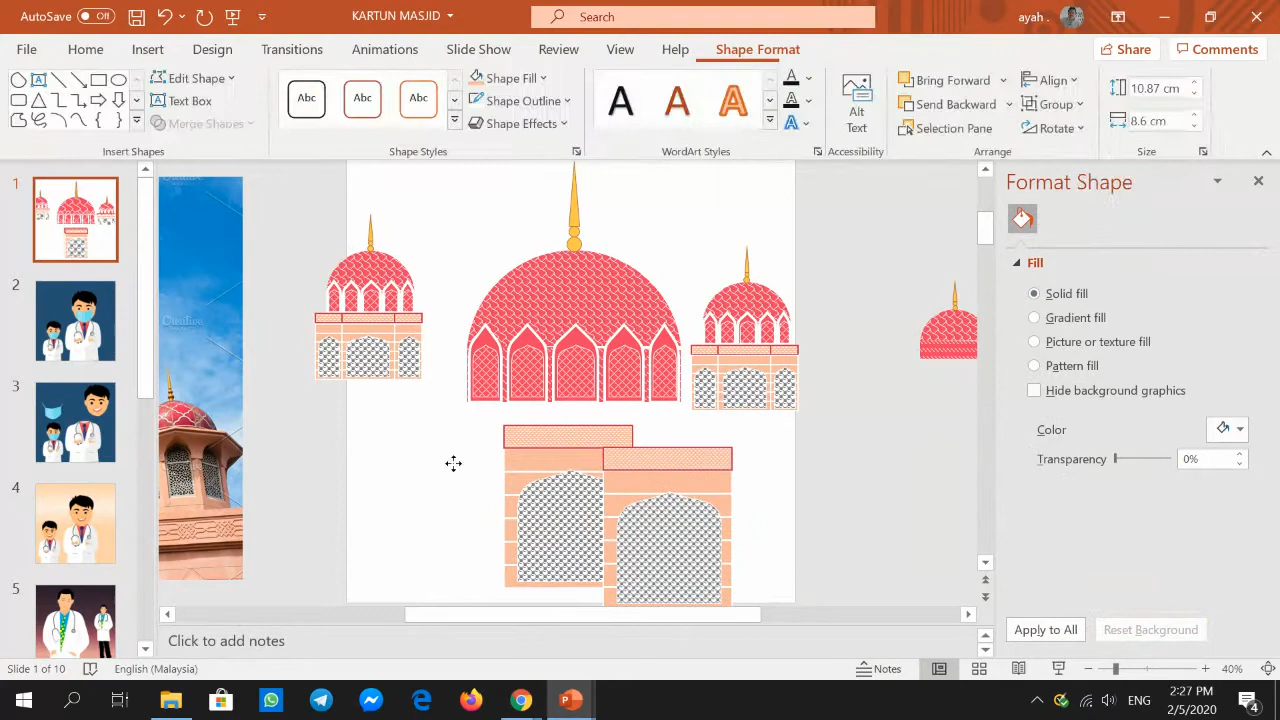 AutoSave Off KARTUN MASJID Search ayah .
File Home Insert Design Transitions Animations Slide Show Review View Help Shape Format Share Comments
Edit Shape Text Box Merge Shapes
Insert Shapes
Abc Abc Abc
Shape Fill Shape Outline Shape Effects
Shape Styles
A A A A A A
WordArt Styles
Alt Text
Accessibility
Bring Forward Send Backward Selection Pane Align Group Rotate
Arrange
10.87 cm
8.6 cm
Size
1
2
3
4
5
Format Shape
Fill
Solid fill
Gradient fill
Picture or texture fill
Pattern fill
Hide background graphics
Color
Transparency 0%
Apply to All Reset Background
Click to add notes
Slide 1 of 10 English (Malaysia) Notes 40%
ENG 2:27 PM
2/5/2020
4